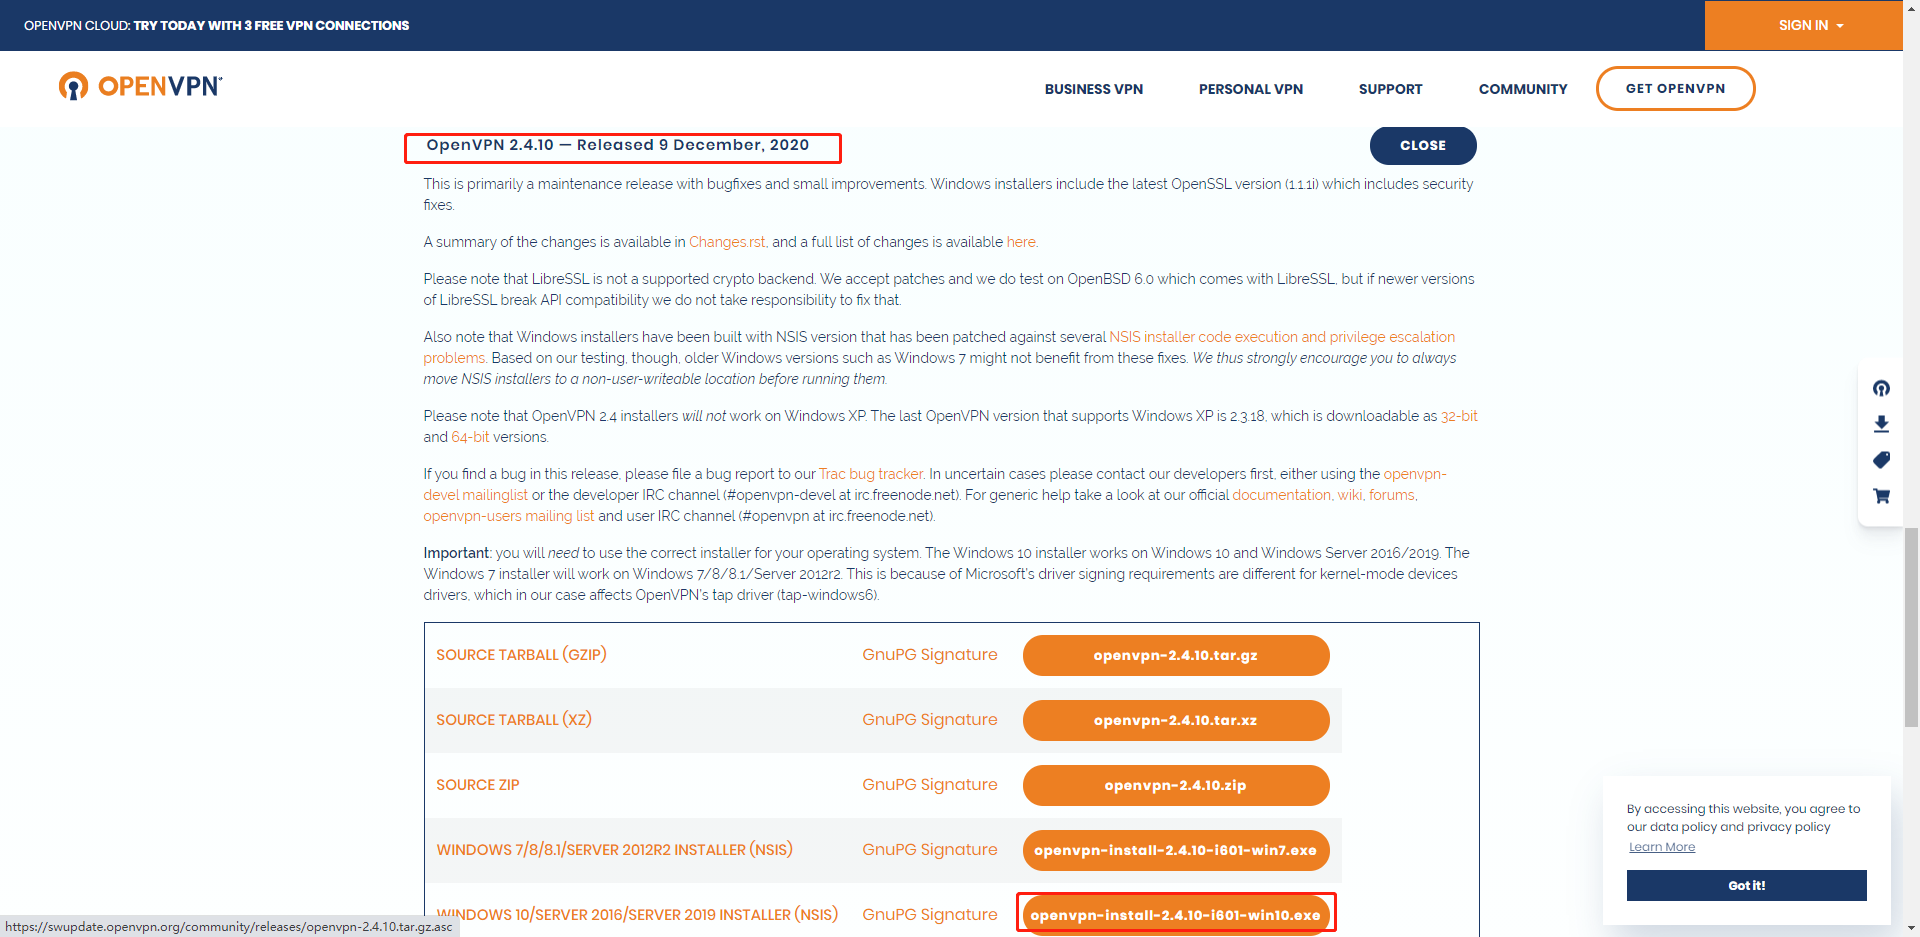 OPENVPN CLOUD: TRY TODAY WITH 3 FREE VPN CONNECTIONS
SIGN IN
OPENVPN
BUSINESS VPN
PERSONAL VPN
SUPPORT
COMMUNITY
GET OPENVPN
OpenVPN 2.4.10 — Released 9 December, 2020
CLOSE
This is primarily a maintenance release with bugfixes and small improvements. Windows installers include the latest OpenSSL version (1.1.1i) which includes security
fixes.
A summary of the changes is available in Changes.rst, and a full list of changes is available here.
Please note that LibreSSL is not a supported crypto backend. We accept patches and we do test on OpenBSD 6.0 which comes with LibreSSL, but if newer versions
of LibreSSL break API compatibility we do not take responsibility to fix that.
Also note that Windows installers have been built with NSIS version that has been patched against several NSIS installer code execution and privilege escalation
problems. Based on our testing, though, older Windows versions such as Windows 7 might not benefit from these fixes. We thus strongly encourage you to always
move NSIS installers to a non-user-writeable location before running them.
Please note that OpenVPN 2.4 installers will not work on Windows XP. The last OpenVPN version that supports Windows XP is 2.3.18, which is downloadable as 32-bit
and 64-bit versions.
If you find a bug in this release, please file a bug report to our Trac bug tracker. In uncertain cases please contact our developers first, either using the openvpn-
devel mailinglist or the developer IRC channel (#openvpn-devel at irc.freenode.net). For generic help take a look at our official documentation, wiki, forums,
openvpn-users mailing list and user IRC channel (#openvpn at irc.freenode.net).
Important: you will need to use the correct installer for your operating system. The Windows 10 installer works on Windows 10 and Windows Server 2016/2019. The
Windows 7 installer will work on Windows 7/8/8.1/Server 2012r2. This is because of Microsoft's driver signing requirements are different for kernel-mode devices
drivers, which in our case affects OpenVPN's tap driver (tap-windows6).
SOURCE TARBALL (GZIP)
GnuPG Signature
openvpn-2.4.10.tar.gz
SOURCE TARBALL (XZ)
GnuPG Signature
openvpn-2.4.10.tar.xz
SOURCE ZIP
GnuPG Signature
openvpn-2.4.10.zip
WINDOWS 7/8/8.1/SERVER 2012R2 INSTALLER (NSIS)
GnuPG Signature
openvpn-install-2.4.10-I601-win7.exe
WINDOWS 10/SERVER 2016/SERVER 2019 INSTALLER (NSIS)
GnuPG Signature
openvpn-install-2.4.10-I601-win10.exe
By accessing this website, you agree to
our data policy and privacy policy
Learn More
Got it!
https://swupdate.openvpn.org/community/releases/openvpn-2.4.10.tar.gz.asc